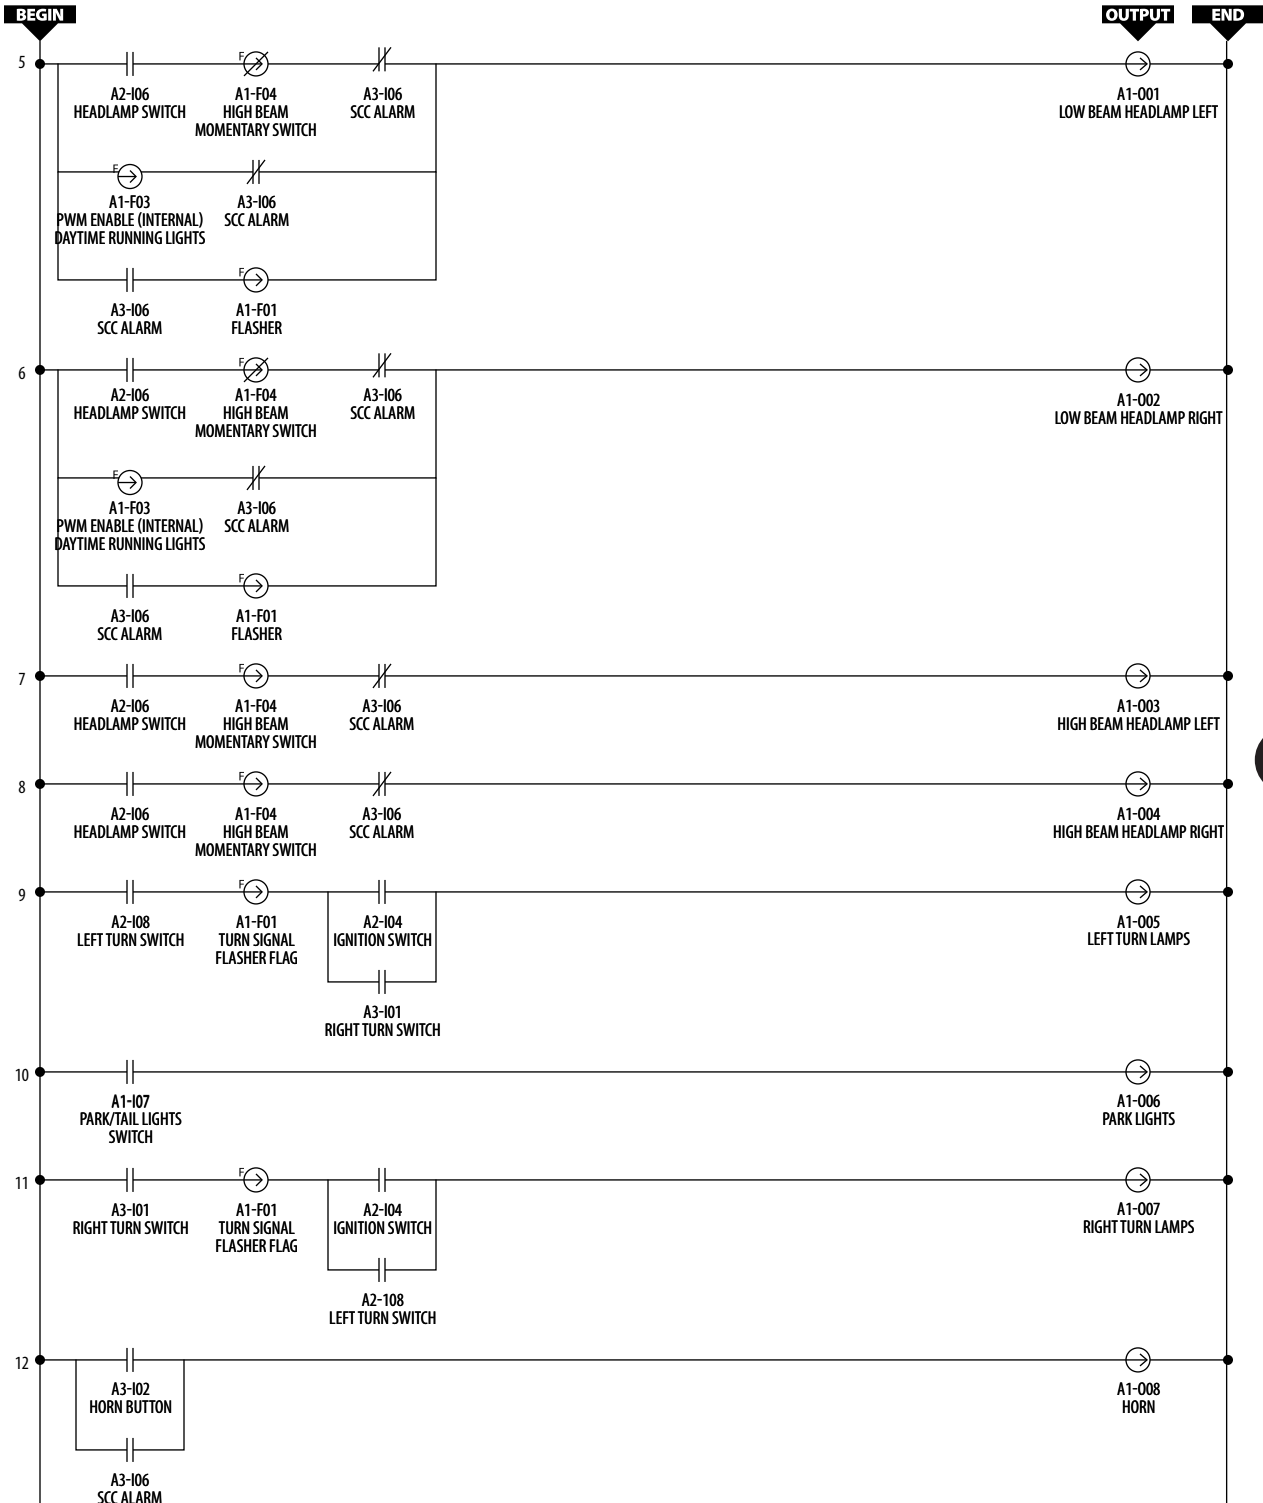 BEGIN
OUTPUT
END
5
F
A2-I06
HEADLAMP SWITCH
A1-F04
HIGH BEAM
MOMENTARY SWITCH
A3-I06
SCC ALARM
A1-O01
LOW BEAM HEADLAMP LEFT
F
A1-F03
PWM ENABLE (INTERNAL)
DAYTIME RUNNING LIGHTS
A3-I06
SCC ALARM
F
A3-I06
SCC ALARM
A1-F01
FLASHER
6
F
A2-I06
HEADLAMP SWITCH
A1-F04
HIGH BEAM
MOMENTARY SWITCH
A3-I06
SCC ALARM
A1-O02
LOW BEAM HEADLAMP RIGHT
F
A1-F03
PWM ENABLE (INTERNAL)
DAYTIME RUNNING LIGHTS
A3-I06
SCC ALARM
F
A3-I06
SCC ALARM
A1-F01
FLASHER
7
F
A2-I06
HEADLAMP SWITCH
A1-F04
HIGH BEAM
MOMENTARY SWITCH
A3-I06
SCC ALARM
A1-O03
HIGH BEAM HEADLAMP LEFT
8
F
A2-I06
HEADLAMP SWITCH
A1-F04
HIGH BEAM
MOMENTARY SWITCH
A3-I06
SCC ALARM
A1-O04
HIGH BEAM HEADLAMP RIGHT
9
F
A2-I08
LEFT TURN SWITCH
A1-F01
TURN SIGNAL
FLASHER FLAG
A2-I04
IGNITION SWITCH
A1-O05
LEFT TURN LAMPS
A3-I01
RIGHT TURN SWITCH
10
A1-I07
PARK/TAIL LIGHTS
SWITCH
A1-O06
PARK LIGHTS
11
F
A3-I01
RIGHT TURN SWITCH
A1-F01
TURN SIGNAL
FLASHER FLAG
A2-I04
IGNITION SWITCH
A1-O07
RIGHT TURN LAMPS
A2-108
LEFT TURN SWITCH
12
A3-I02
HORN BUTTON
A1-O08
HORN
A3-I06
SCC ALARM